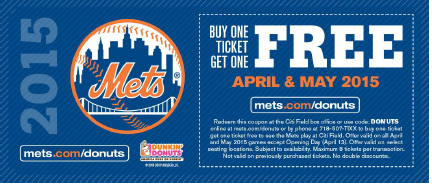 2015
Mets
®
mets.com/donuts
DUNKIN'
DONUTS
BUY ONE
TICKET
GET ONE
FREE
APRIL & MAY 2015
mets.com/donuts
Redeem this coupon at the Citi Field box office or use code: DONUTS
online at mets.com/donuts or by phone at 718-507-TIXX to buy one ticket
get one ticket free to see the Mets play at Citi Field. Offer valid on all April
and May 2015 games except Opening Day (April 13). Offer valid on select
seating locations. Subject to availability. Maximum 8 tickets per transaction.
Not valid on previously purchased tickets. No double discounts.